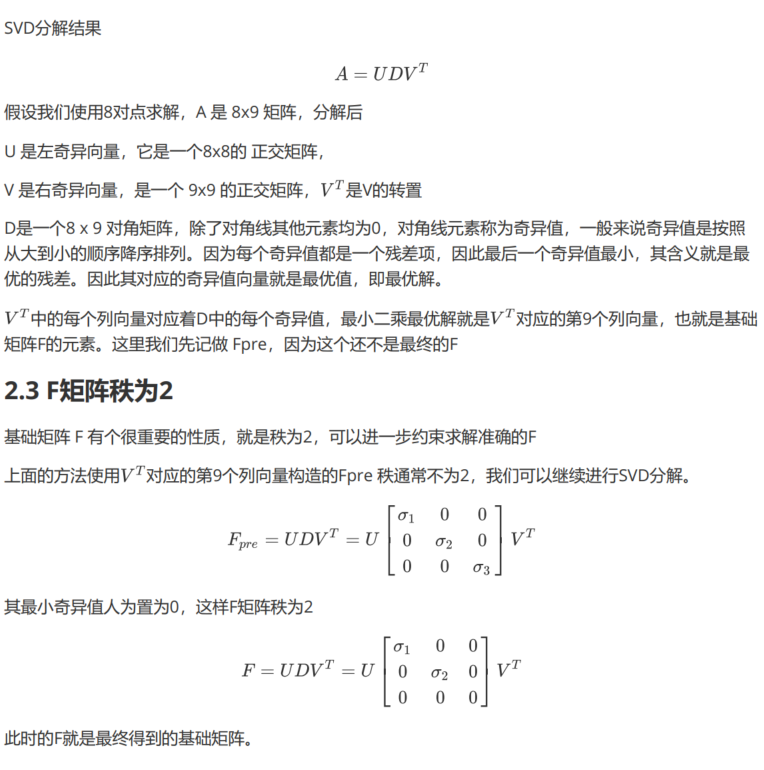 SVD分解结果
A = UDV^T
假设我们使用8对点求解，A 是 8x9 矩阵，分解后
U 是左奇异向量，它是一个8x8的 正交矩阵，
V 是右奇异向量，是一个 9x9 的正交矩阵，V^T是V的转置
D是一个8 x 9 对角矩阵，除了对角线其他元素均为0，对角线元素称为奇异值，一般来说奇异值是按照
从大到小的顺序降序排列。因为每个奇异值都是一个残差项，因此最后一个奇异值最小，其含义就是最
优的残差。因此其对应的奇异值向量就是最优值，即最优解。
V^T中的每个列向量对应着D中的每个奇异值，最小二乘最优解就是V^T对应的第9个列向量，也就是基础
矩阵F的元素。这里我们先记做 Fpre，因为这个还不是最终的F
2.3 F矩阵秩为2
基础矩阵 F 有个很重要的性质，就是秩为2，可以进一步约束求解准确的F
上面的方法使用V^T对应的第9个列向量构造的Fpre 秩通常不为2，我们可以继续进行SVD分解。
σ1 0 0
F_pre = UDV^T = U [0 σ2 0] V^T
0 0 σ3
其最小奇异值人为置为0，这样F矩阵秩为2
σ1 0 0
F = UDV^T = U [0 σ2 0] V^T
0 0 0
此时的F就是最终得到的基础矩阵。